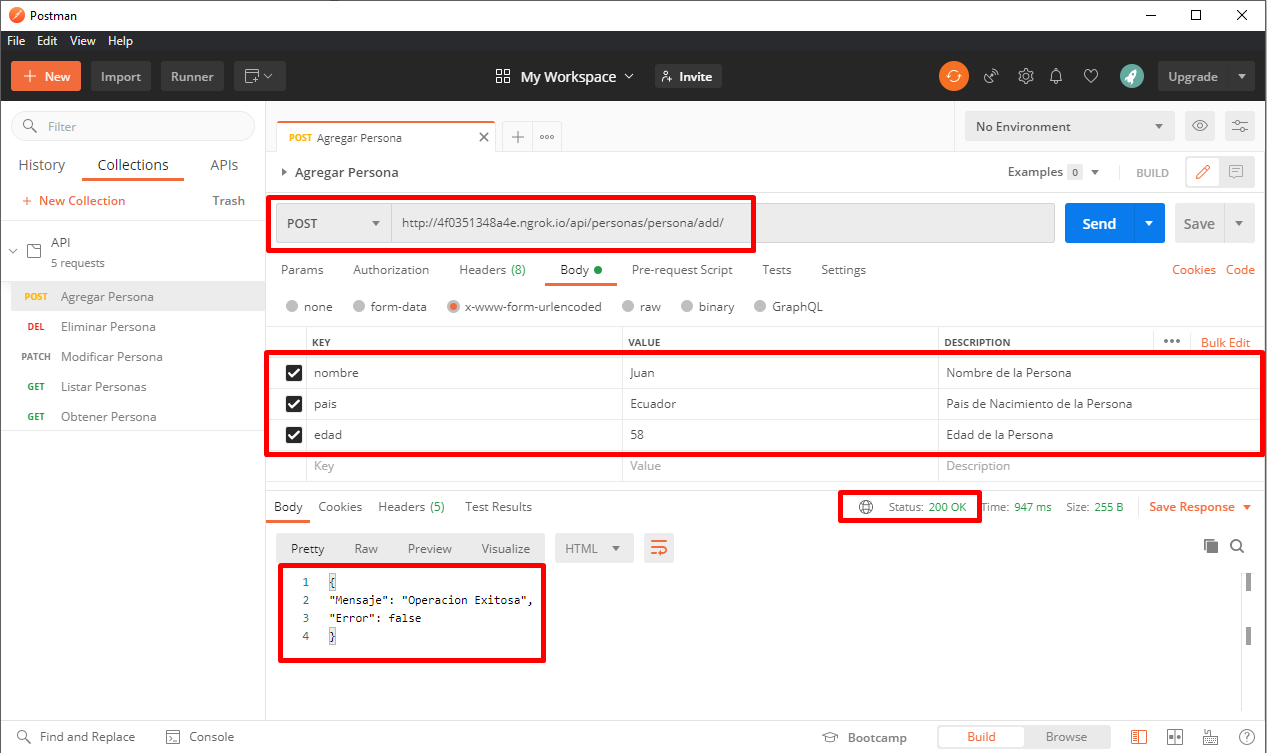 Postman
File Edit View Help
New Import Runner My Workspace Invite Upgrade
Filter
History Collections APIs
New Collection Trash
API
5 requests
POST Agregar Persona
DEL Eliminar Persona
PATCH Modificar Persona
GET Listar Personas
GET Obtener Persona
POST Agregar Persona
No Environment
Agregar Persona
Examples 0 BUILD
POST http://4f0351348a4e.ngrok.io/api/personas/persona/add/ Send Save
Params Authorization Headers (8) Body Pre-request Script Tests Settings Cookies Code
none form-data x-www-form-urlencoded raw binary GraphQL
KEY VALUE DESCRIPTION Bulk Edit
nombre Juan Nombre de la Persona
pais Ecuador Pais de Nacimiento de la Persona
edad 58 Edad de la Persona
Key Value Description
Body Cookies Headers (5) Test Results Status: 200 OK Time: 947 ms Size: 255 B Save Response
Pretty Raw Preview Visualize HTML
1 {
2 "Mensaje": "Operacion Exitosa",
3 "Error": false
4 }
Find and Replace Console Bootcamp Build Browse